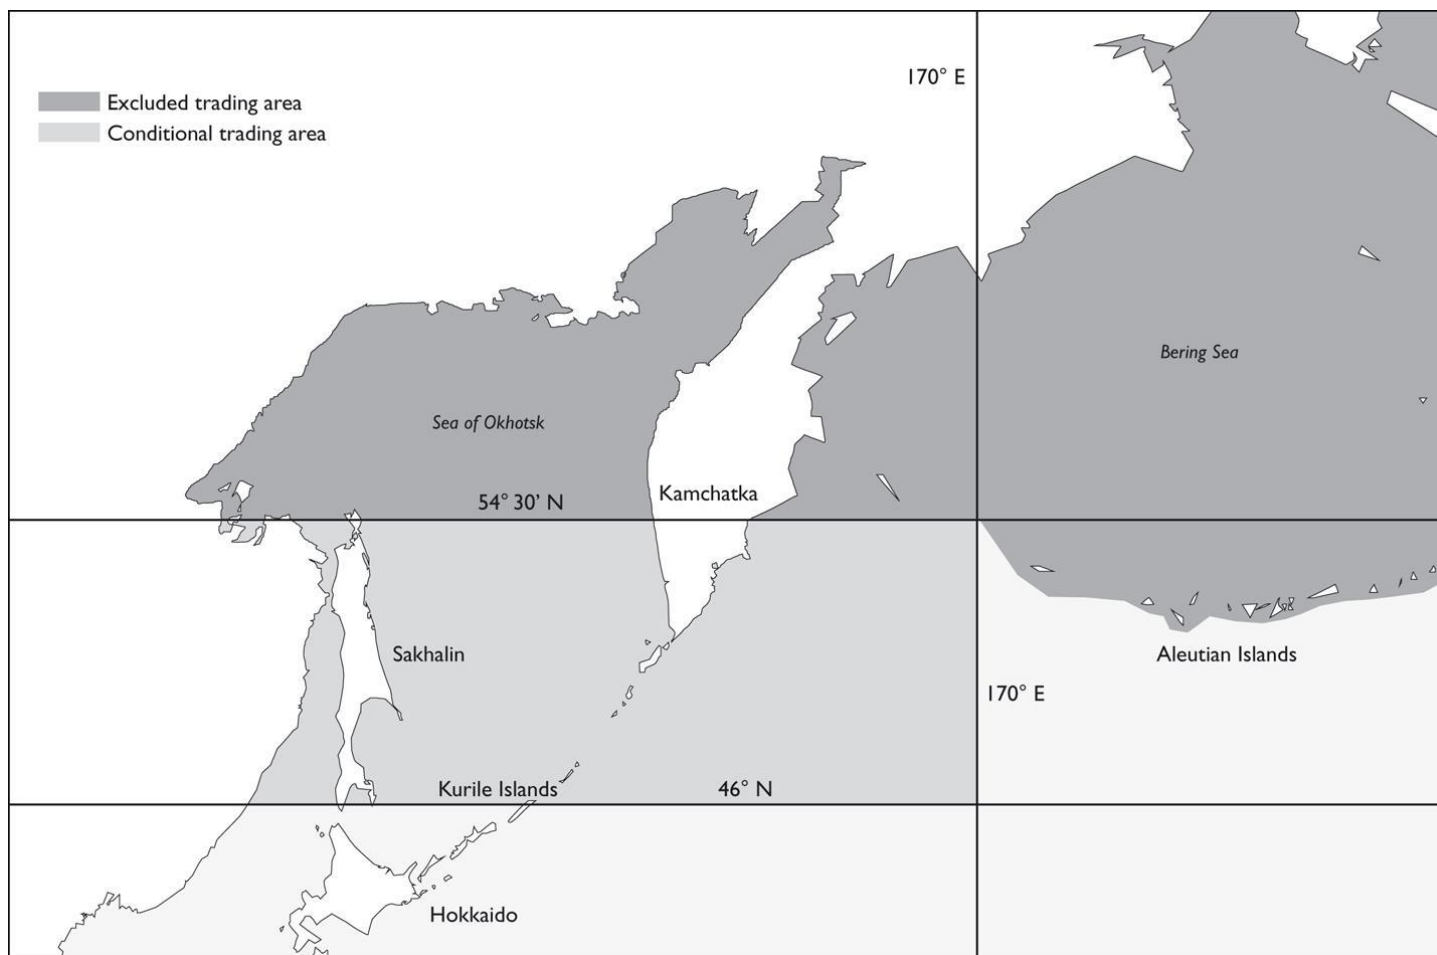 170° E
Excluded trading area
Conditional trading area
Bering Sea
Sea of Okhotsk
Kamchatka
54° 30’ N
Sakhalin
Aleutian Islands
170° E
Kurile Islands
46° N
Hokkaido